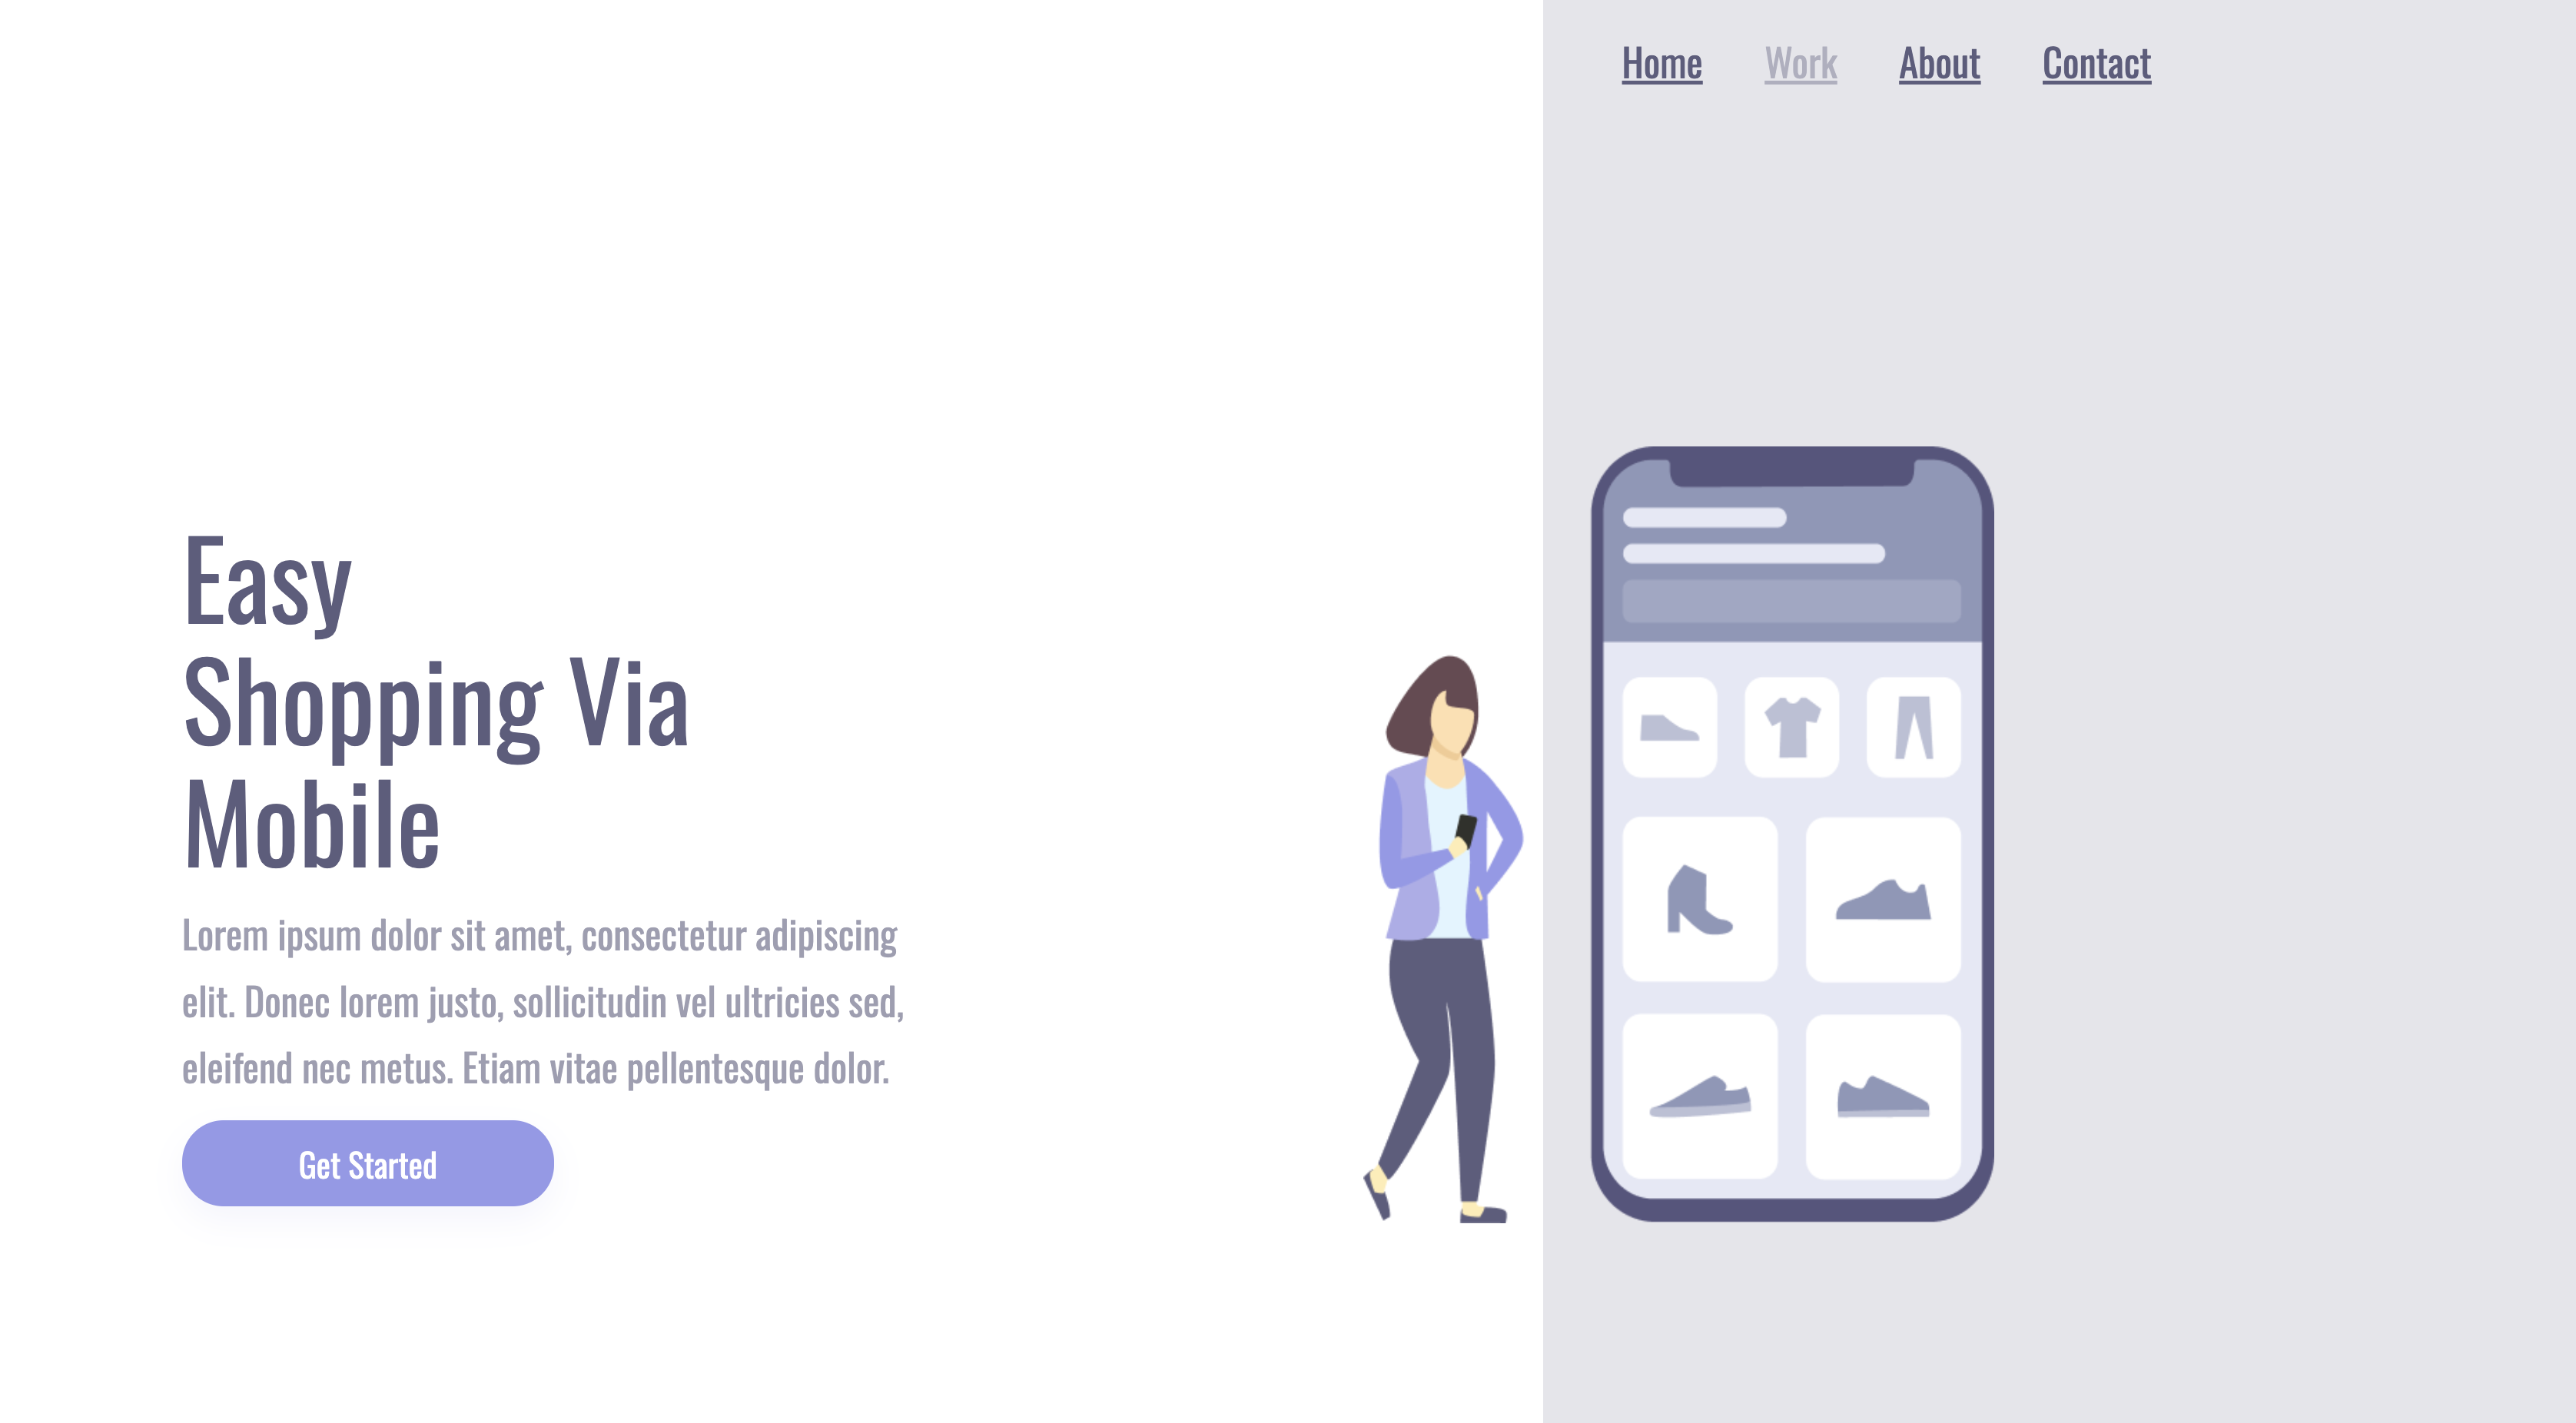 Home Work About Contact
Easy
Shopping Via
Mobile
Lorem ipsum dolor sit amet, consectetur adipiscing
elit. Donec lorem justo, sollicitudin vel ultricies sed,
eleifend nec metus. Etiam vitae pellentesque dolor.
Get Started